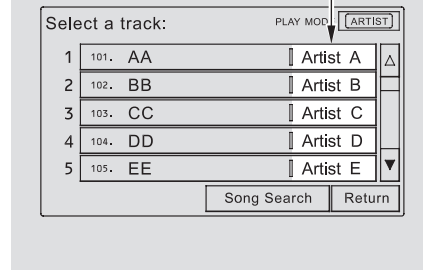 Select a track: PLAY MODE ARTIST
1 101. AA Artist A
2 102. BB Artist B
3 103. CC Artist C
4 104. DD Artist D
5 105. EE Artist E
Song Search Return